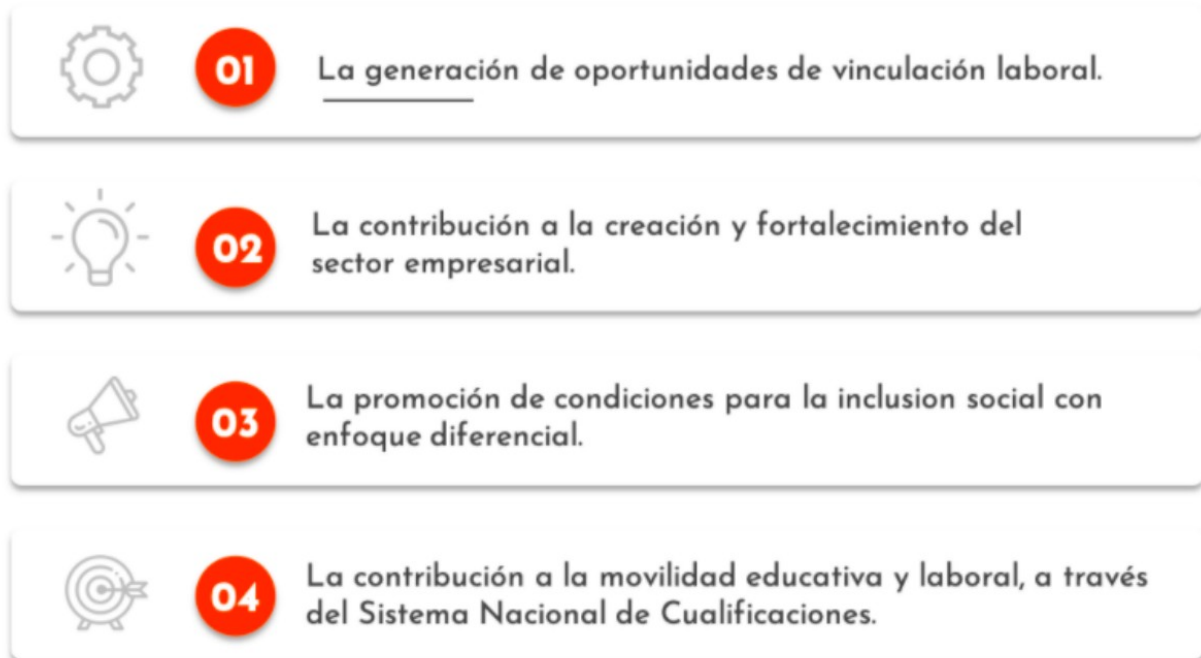 01
La generación de oportunidades de vinculación laboral.
02
La contribución a la creación y fortalecimiento del
sector empresarial.
03
La promoción de condiciones para la inclusion social con
enfoque diferencial.
04
La contribución a la movilidad educativa y laboral, a través
del Sistema Nacional de Cualificaciones.